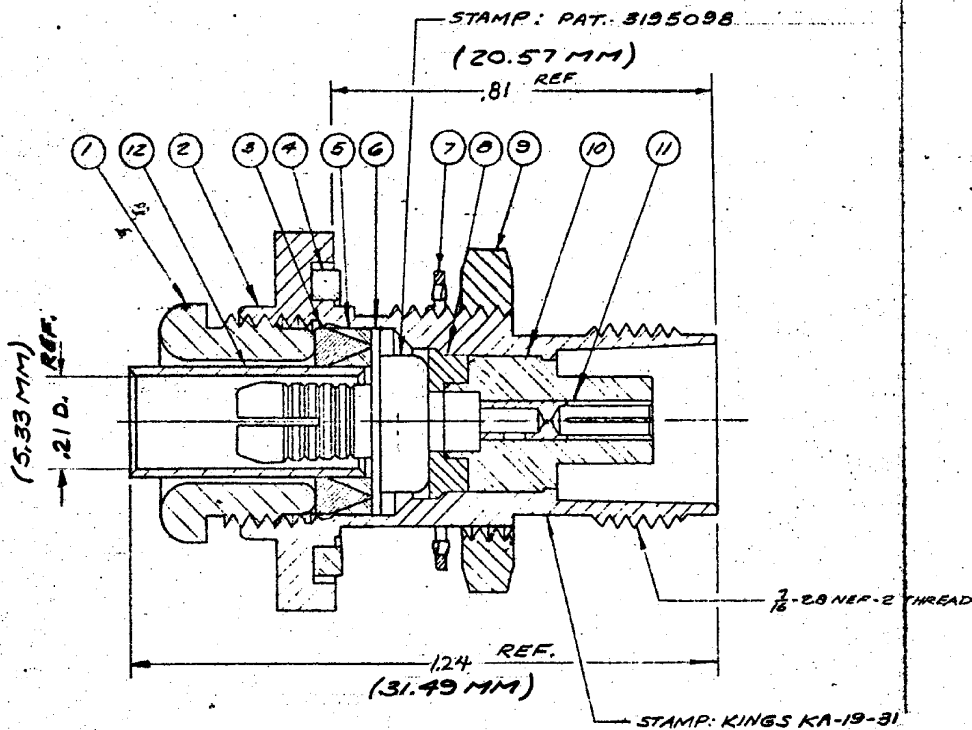 STAMP: PAT. 3195098
(20.57 MM)
.81 REF
1 12 2 3 4 5 6 7 8 9 10 11
(5.33 MM)
.21 D. REF.
7/16-28 NEF-2 THREAD
1.24 REF.
(31.49 MM)
STAMP: KINGS KA-19-31